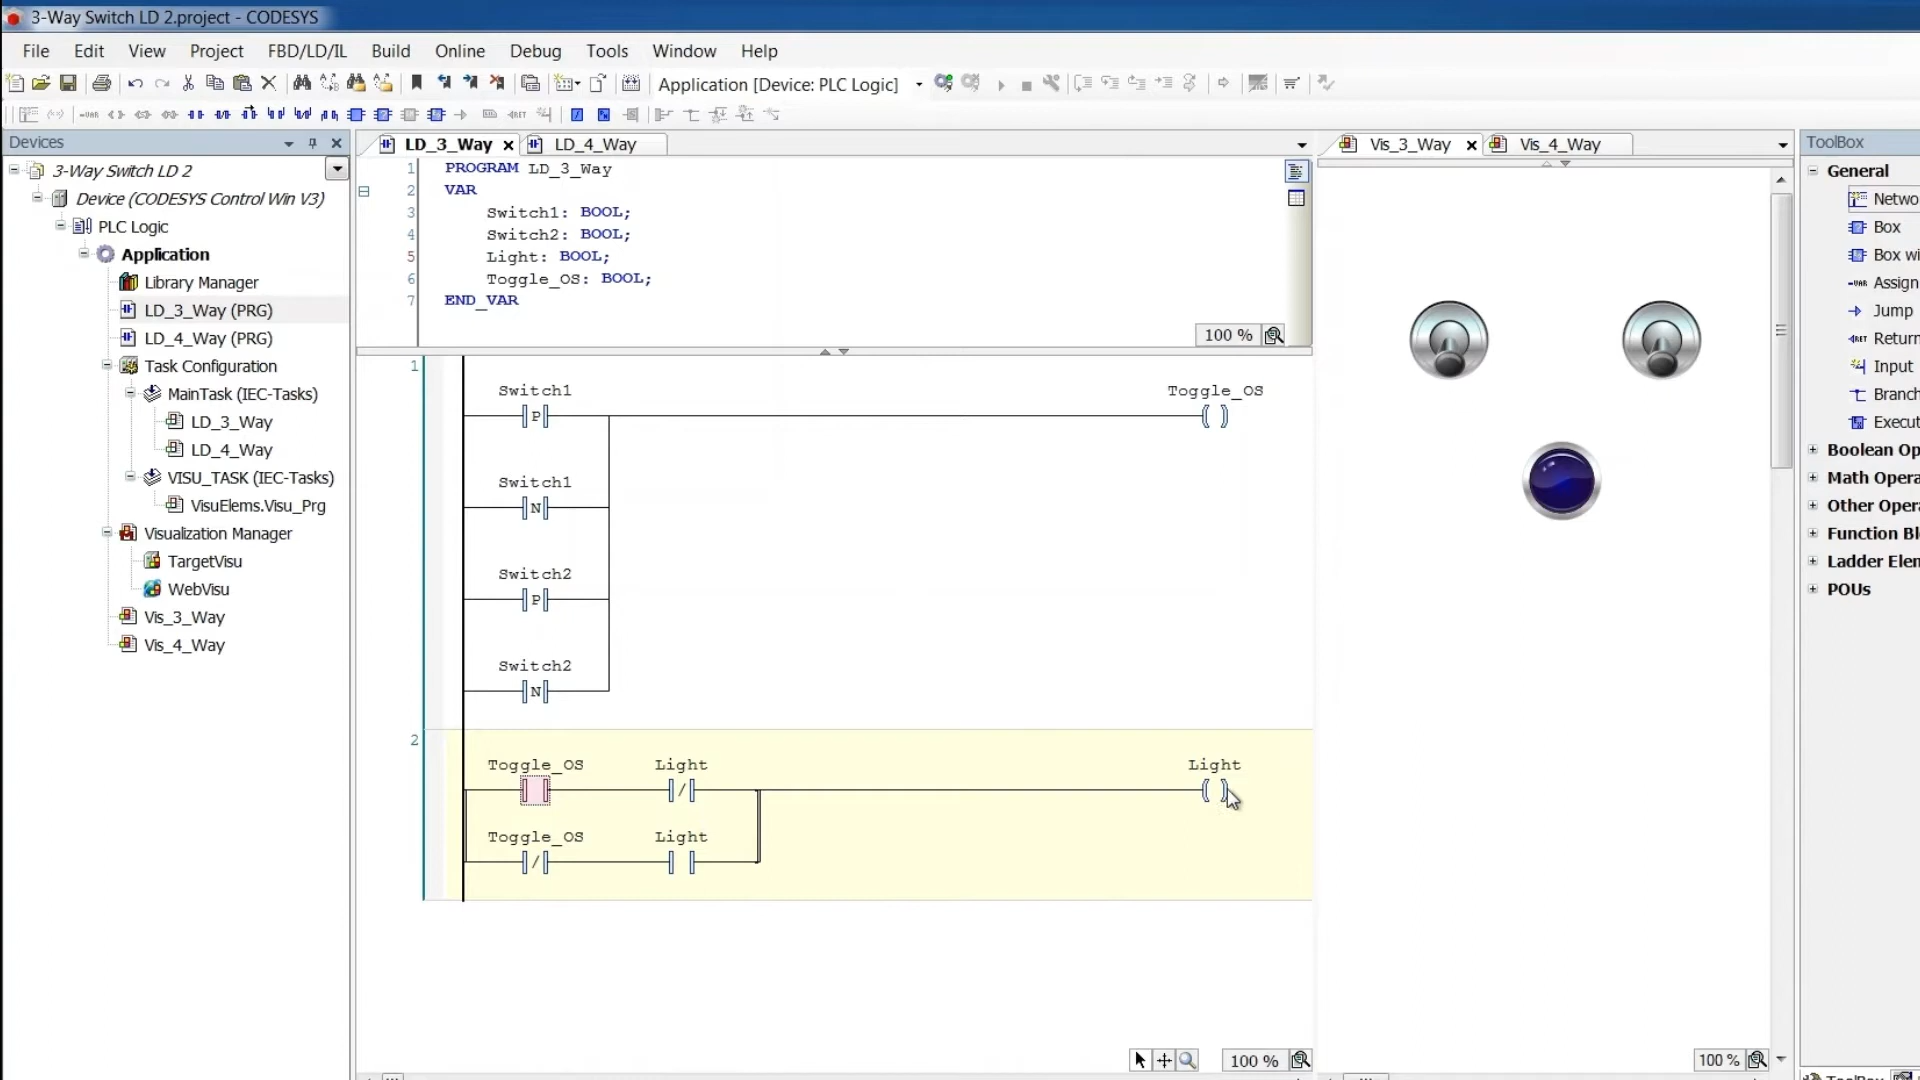 3-Way Switch LD 2.project - CODESYS
File Edit View Project FBD/LD/IL Build Online Debug Tools Window Help
Application [Device: PLC Logic]
Devices
3-Way Switch LD 2
Device (CODESYS Control Win V3)
PLC Logic
Application
Library Manager
LD_3_Way (PRG)
LD_4_Way (PRG)
Task Configuration
MainTask (IEC-Tasks)
LD_3_Way
LD_4_Way
VISU_TASK (IEC-Tasks)
VisuElems.Visu_Prg
Visualization Manager
TargetVisu
WebVisu
Vis_3_Way
Vis_4_Way
LD_3_Way LD_4_Way
1 PROGRAM LD_3_Way
2 VAR
3 Switch1: BOOL;
4 Switch2: BOOL;
5 Light: BOOL;
6 Toggle_OS: BOOL;
7 END_VAR
100 %
1
Switch1 Toggle_OS
P
Switch1
N
Switch2
P
Switch2
N
2
Toggle_OS Light Light
/
Toggle_OS Light
/
100 %
Vis_3_Way Vis_4_Way
100 %
ToolBox
General
Netwo
Box
Box wi
Assign
Jump
Return
Input
Branch
Execut
Boolean Op
Math Opera
Other Opera
Function Bl
Ladder Elen
POUs